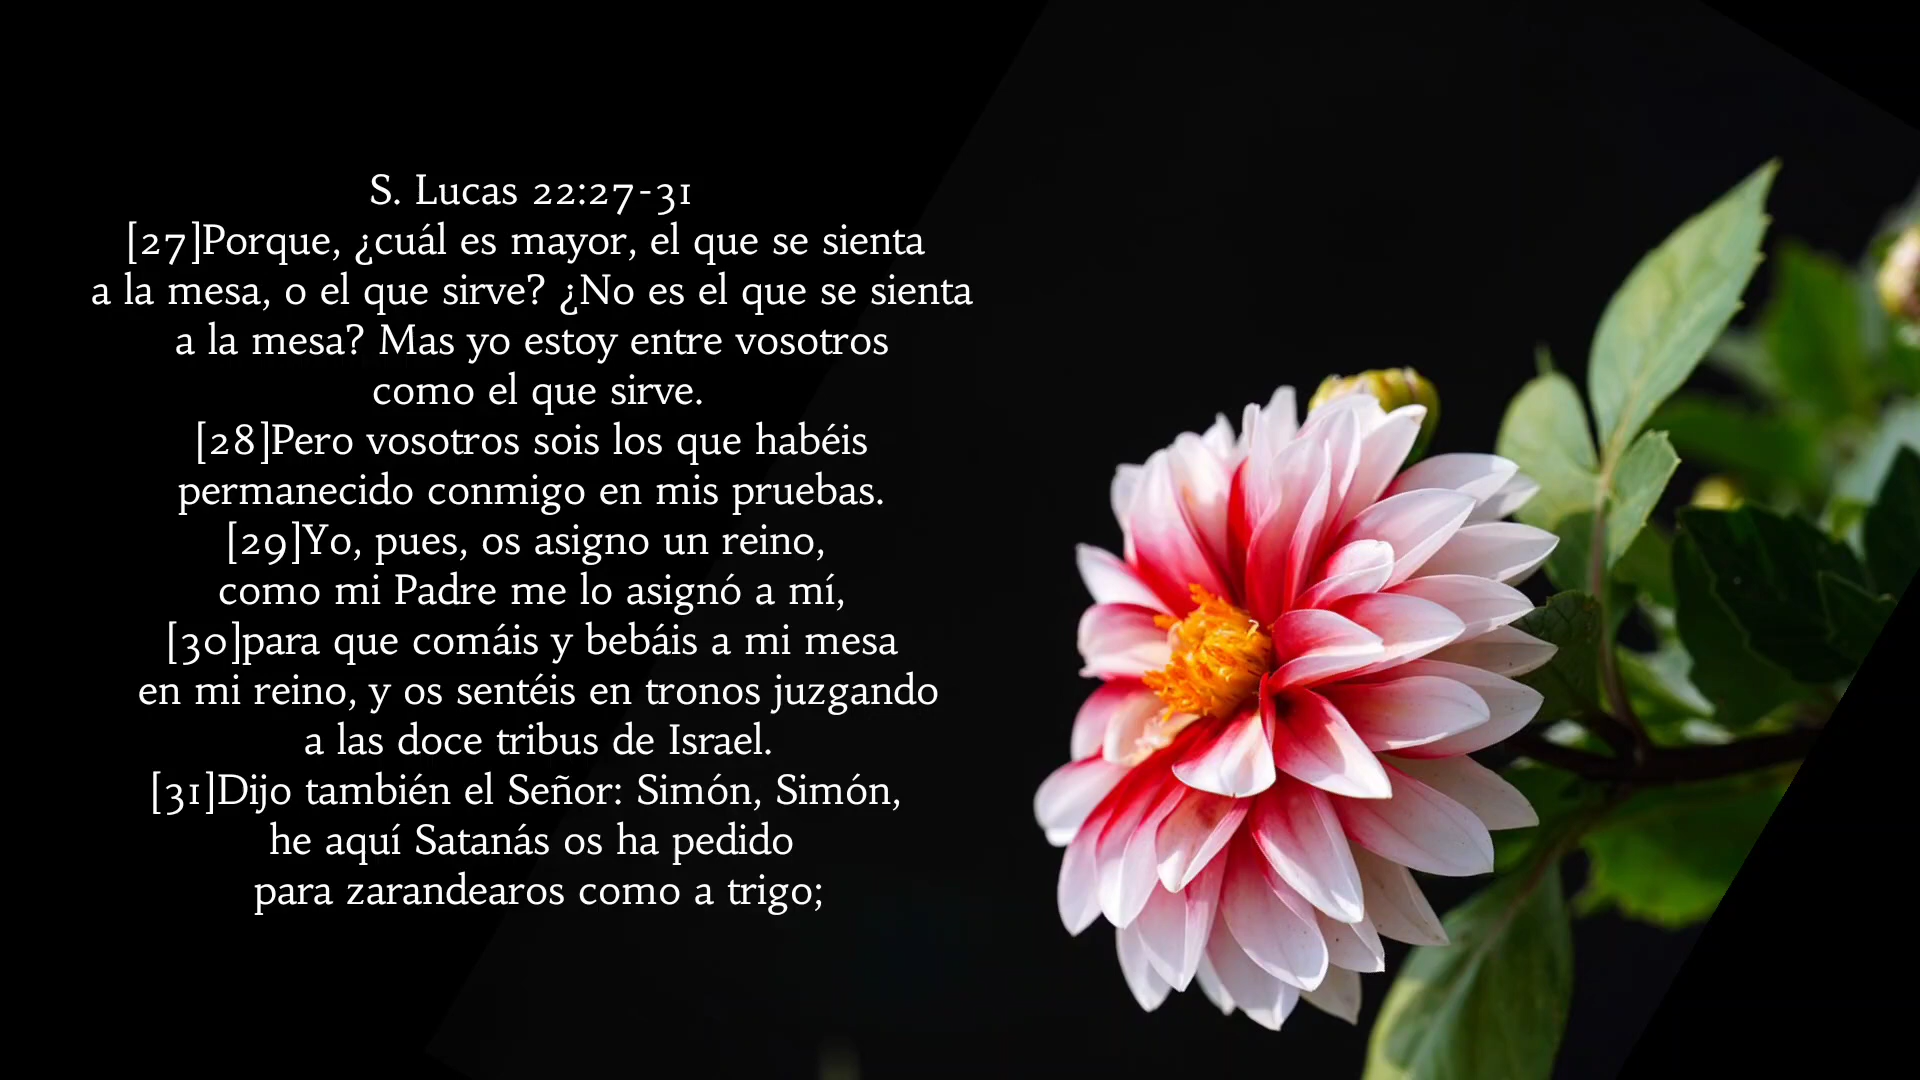 S. Lucas 22:27-31
[27]Porque, ¿cuál es mayor, el que se sienta
a la mesa, o el que sirve? ¿No es el que se sienta
a la mesa? Mas yo estoy entre vosotros
como el que sirve.
[28]Pero vosotros sois los que habéis
permanecido conmigo en mis pruebas.
[29]Yo, pues, os asigno un reino,
como mi Padre me lo asignó a mí,
[30]para que comáis y bebáis a mi mesa
en mi reino, y os sentéis en tronos juzgando
a las doce tribus de Israel.
[31]Dijo también el Señor: Simón, Simón,
he aquí Satanás os ha pedido
para zarandearos como a trigo;